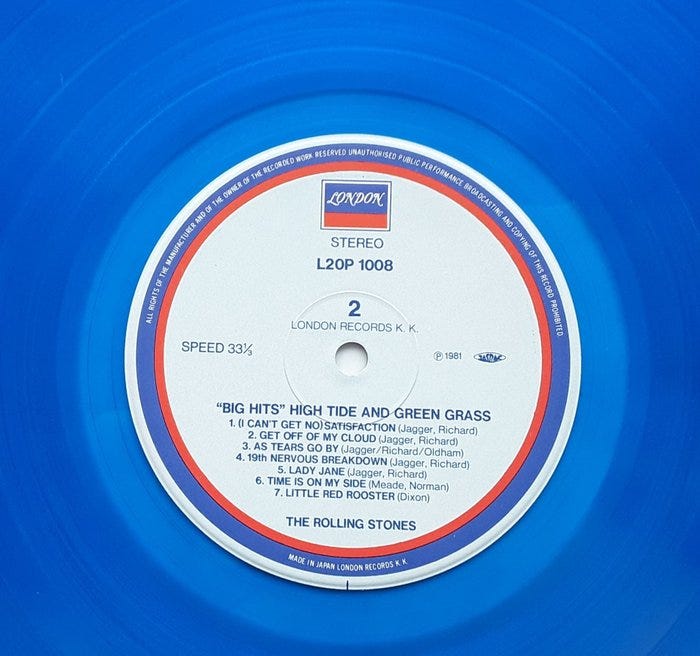 ALL RIGHTS OF THE MANUFACTURER AND OF THE OWNER OF THE RECORDED WORK RESERVED UNAUTHORISED PUBLIC PERFORMANCE BROADCASTING AND COPYING OF THIS RECORD PROHIBITED
LONDON
STEREO
L20P 1008
2
LONDON RECORDS K. K.
SPEED 33⅓
℗ 1981 JASRAC
"BIG HITS" HIGH TIDE AND GREEN GRASS
1. (I CAN'T GET NO) SATISFACTION (Jagger, Richard)
2. GET OFF OF MY CLOUD (Jagger, Richard)
3. AS TEARS GO BY (Jagger/Richard/Oldham)
4. 19th NERVOUS BREAKDOWN (Jagger, Richard)
5. LADY JANE (Jagger, Richard)
6. TIME IS ON MY SIDE (Meade, Norman)
7. LITTLE RED ROOSTER (Dixon)
THE ROLLING STONES
MADE IN JAPAN LONDON RECORDS K. K.